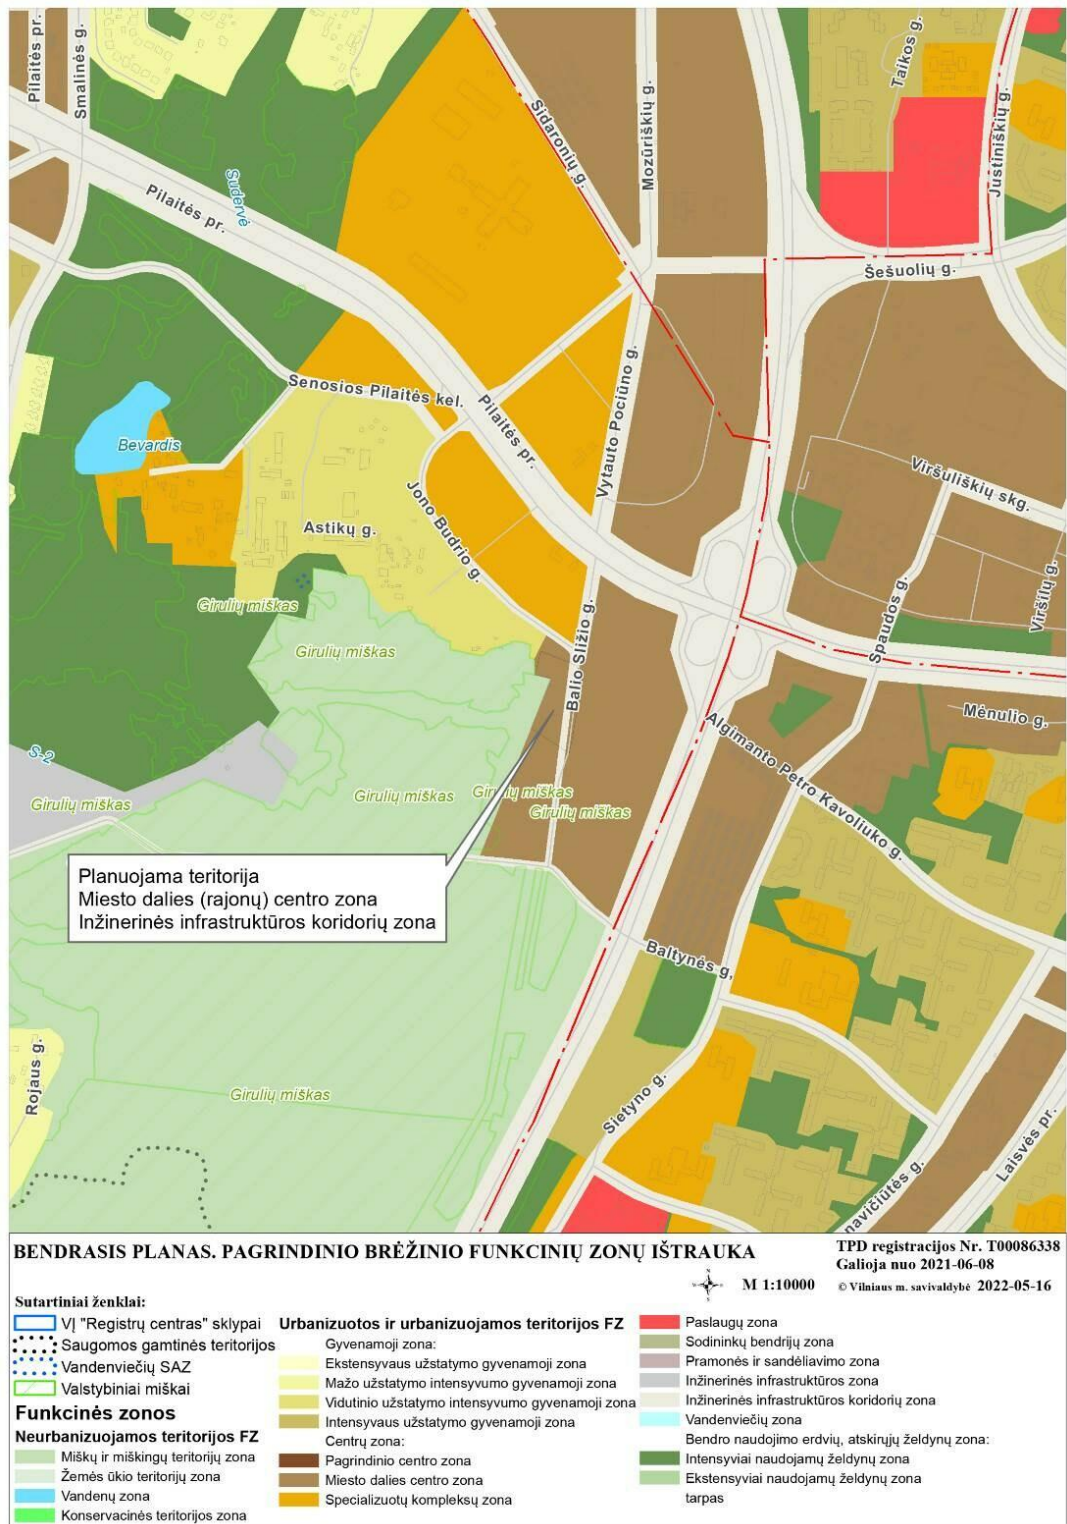 Pilaitės pr.
Smalinės g.
Sidaronių g.
Mozūriškių g.
Taikos g.
Justiniškių g.
Pilaitės pr.
Sudervė
Šešuolių g.
Senosios Pilaitės kel.
Pilaitės pr.
Vytauto Pociūno g.
Bevardis
Viršuliškių skg.
Jono Budrio g.
Astikų g.
Viršilų g.
Spaudos g.
Girulių miškas
Girulių miškas
Balio Sližio g.
Mėnulio g.
Algimanto Petro Kavoliuko g.
S-2
Girulių miškas
Girulių miškas
Girulių miškas
Girulių miškas
Planuojama teritorija
Miesto dalies (rajonų) centro zona
Inžinerinės infrastruktūros koridorių zona
Baltynės g.
Rojaus g.
Girulių miškas
Sietyno g.
Laisvės pr.
navičiūtės g.
BENDRASIS PLANAS. PAGRINDINIO BRĖŽINIO FUNKCINIŲ ZONŲ IŠTRAUKA
TPD registracijos Nr. T00086338
Galioja nuo 2021-06-08
M 1:10000
© Vilniaus m. savivaldybė 2022-05-16
Sutartiniai ženklai:
VĮ "Registrų centras" sklypai
Saugomos gamtinės teritorijos
Vandenviečių SAZ
Valstybiniai miškai
Funkcinės zonos
Neurbanizuojamos teritorijos FZ
Miškų ir miškingų teritorijų zona
Žemės ūkio teritorijų zona
Vandenų zona
Konservacinės teritorijos zona
Urbanizuotos ir urbanizuojamos teritorijos FZ
Gyvenamoji zona:
Ekstensyvaus užstatymo gyvenamoji zona
Mažo užstatymo intensyvumo gyvenamoji zona
Vidutinio užstatymo intensyvumo gyvenamoji zona
Intensyvaus užstatymo gyvenamoji zona
Centrų zona:
Pagrindinio centro zona
Miesto dalies centro zona
Specializuotų kompleksų zona
Paslaugų zona
Sodininkų bendrijų zona
Pramonės ir sandėliavimo zona
Inžinerinės infrastruktūros zona
Inžinerinės infrastruktūros koridorių zona
Vandenviečių zona
Bendro naudojimo erdvių, atskirųjų želdynų zona:
Intensyviai naudojamų želdynų zona
Ekstensyviai naudojamų želdynų zona
tarpas